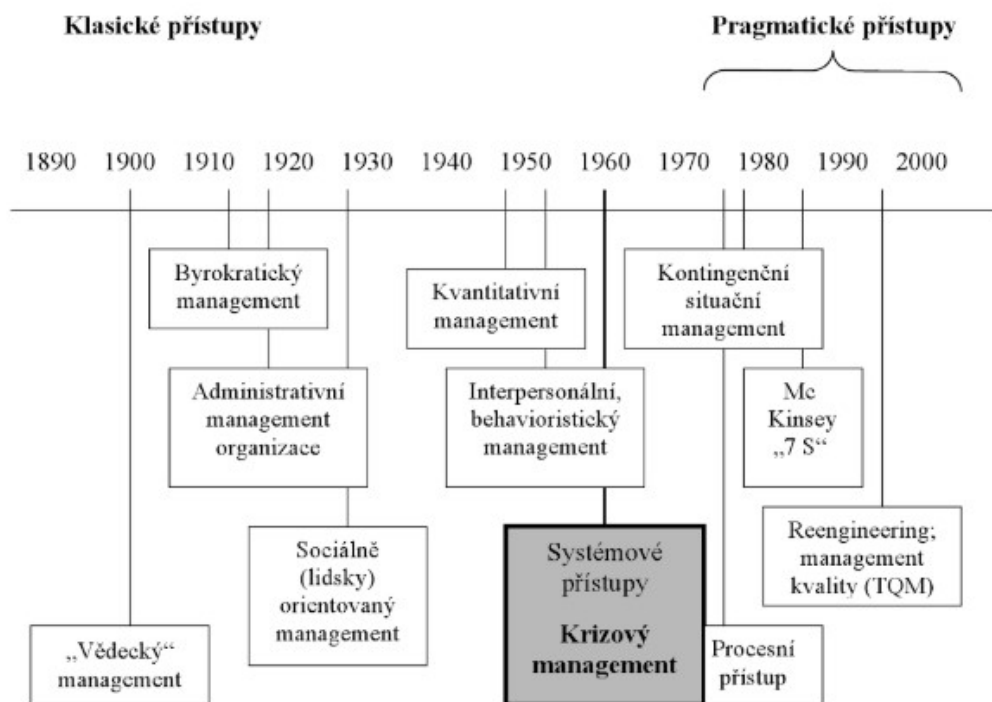 Klasické přístupy
Pragmatické přístupy
1890 1900 1910 1920 1930 1940 1950 1960 1970 1980 1990 2000
Byrokratický
management
Kvantitativní
management
Kontingenční
situační
management
Administrativní
management
organizace
Interpersonální,
behavioristický
management
Mc
Kinsey
„7 S“
Sociálně
(lidsky)
orientovaný
management
Systémové
přístupy
Krizový
management
Reengineering;
management
kvality (TQM)
„Vědecký“
management
Procesní
přístup